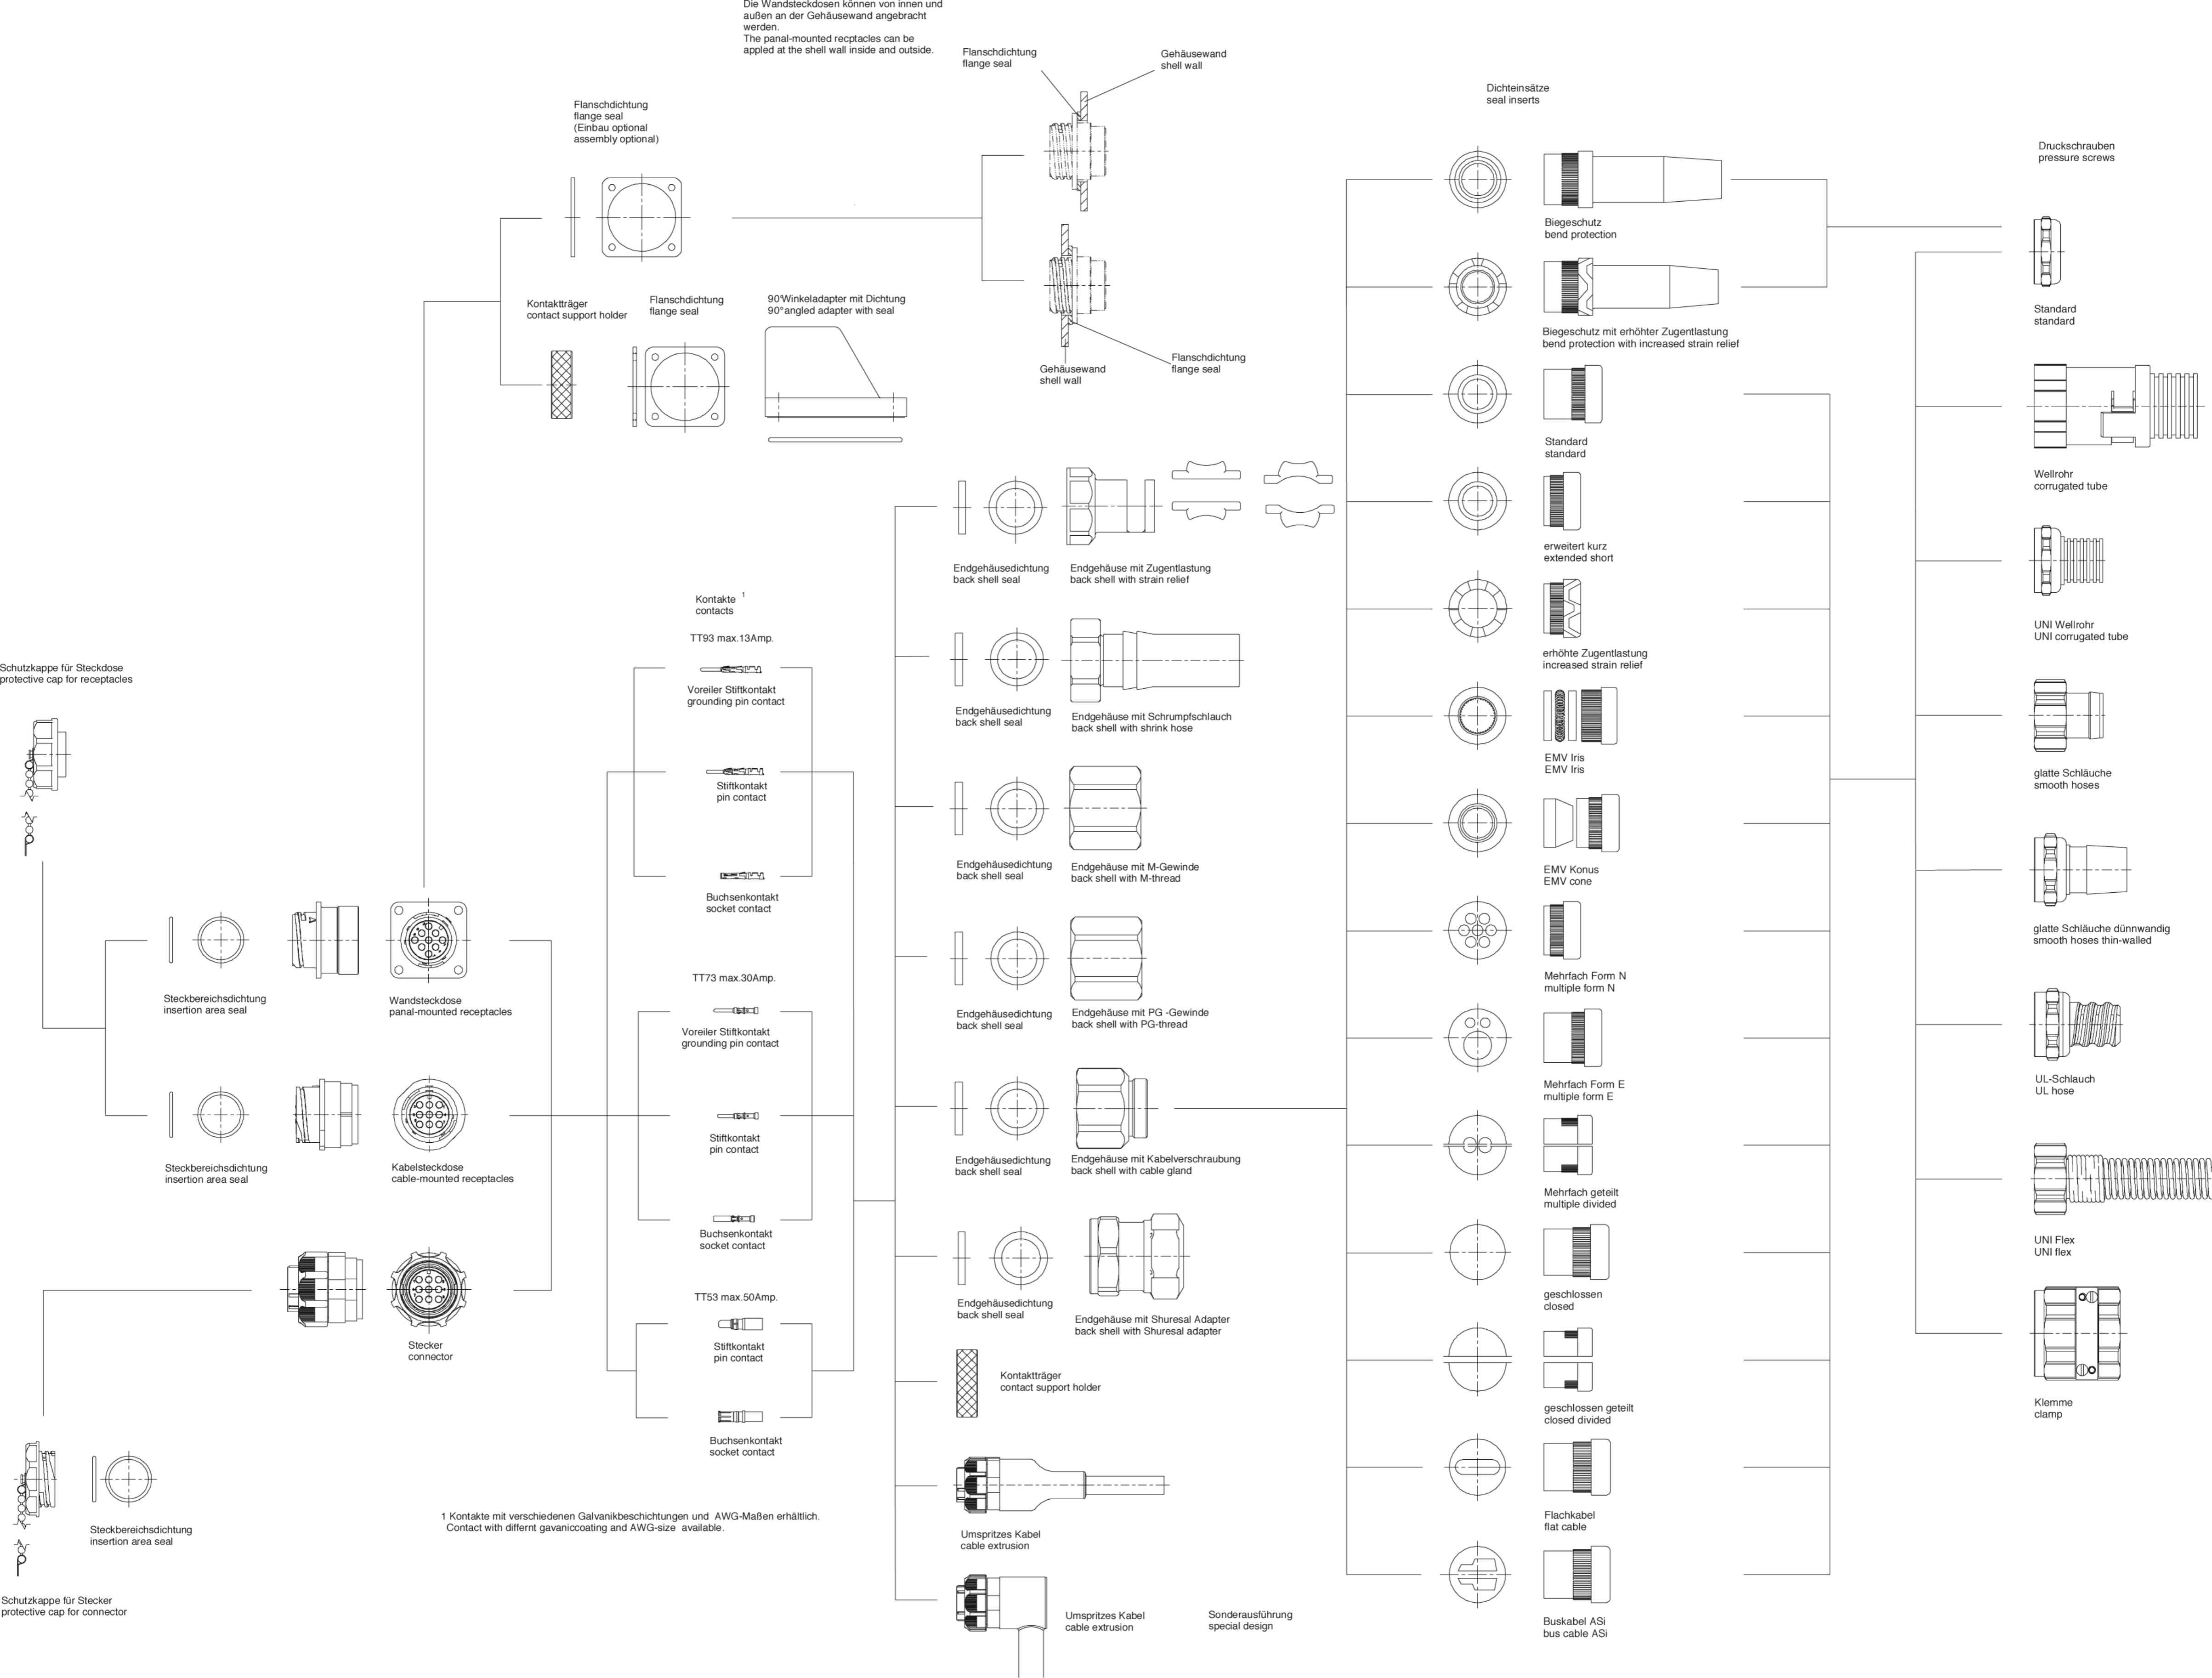 Die Wandsteckdosen können von innen und
außen an der Gehäusewand angebracht
werden.
The panal-mounted recptacles can be
appled at the shell wall inside and outside.
Flanschdichtung
flange seal
Gehäusewand
shell wall
Flanschdichtung
flange seal
(Einbau optional
assembly optional)
Kontaktträger
contact support holder
Flanschdichtung
flange seal
90°Winkeladapter mit Dichtung
90°angled adapter with seal
Gehäusewand
shell wall
Flanschdichtung
flange seal
Schutzkappe für Steckdose
protective cap for receptacles
Steckbereichsdichtung
insertion area seal
Wandsteckdose
panal-mounted receptacles
Steckbereichsdichtung
insertion area seal
Kabelsteckdose
cable-mounted receptacles
Stecker
connector
Steckbereichsdichtung
insertion area seal
Schutzkappe für Stecker
protective cap for connector
Kontakte 1
contacts
TT93 max.13Amp.
Voreiler Stiftkontakt
grounding pin contact
Stiftkontakt
pin contact
Buchsenkontakt
socket contact
TT73 max.30Amp.
Voreiler Stiftkontakt
grounding pin contact
Stiftkontakt
pin contact
Buchsenkontakt
socket contact
TT53 max.50Amp.
Stiftkontakt
pin contact
Buchsenkontakt
socket contact
1 Kontakte mit verschiedenen Galvanikbeschichtungen und AWG-Maßen erhältlich.
Contact with differnt gavaniccoating and AWG-size available.
Endgehäusedichtung
back shell seal
Endgehäuse mit Zugentlastung
back shell with strain relief
Endgehäusedichtung
back shell seal
Endgehäuse mit Schrumpfschlauch
back shell with shrink hose
Endgehäusedichtung
back shell seal
Endgehäuse mit M-Gewinde
back shell with M-thread
Endgehäusedichtung
back shell seal
Endgehäuse mit PG -Gewinde
back shell with PG-thread
Endgehäusedichtung
back shell seal
Endgehäuse mit Kabelverschraubung
back shell with cable gland
Endgehäusedichtung
back shell seal
Endgehäuse mit Shuresal Adapter
back shell with Shuresal adapter
Kontaktträger
contact support holder
Umspritzes Kabel
cable extrusion
Umspritzes Kabel
cable extrusion
Sonderausführung
special design
Dichteinsätze
seal inserts
Biegeschutz
bend protection
Biegeschutz mit erhöhter Zugentlastung
bend protection with increased strain relief
Standard
standard
erweitert kurz
extended short
erhöhte Zugentlastung
increased strain relief
EMV Iris
EMV Iris
EMV Konus
EMV cone
Mehrfach Form N
multiple form N
Mehrfach Form E
multiple form E
Mehrfach geteilt
multiple divided
geschlossen
closed
geschlossen geteilt
closed divided
Flachkabel
flat cable
Buskabel ASi
bus cable ASi
Druckschrauben
pressure screws
Standard
standard
Wellrohr
corrugated tube
UNI Wellrohr
UNI corrugated tube
glatte Schläuche
smooth hoses
glatte Schläuche dünnwandig
smooth hoses thin-walled
UL-Schlauch
UL hose
UNI Flex
UNI flex
Klemme
clamp